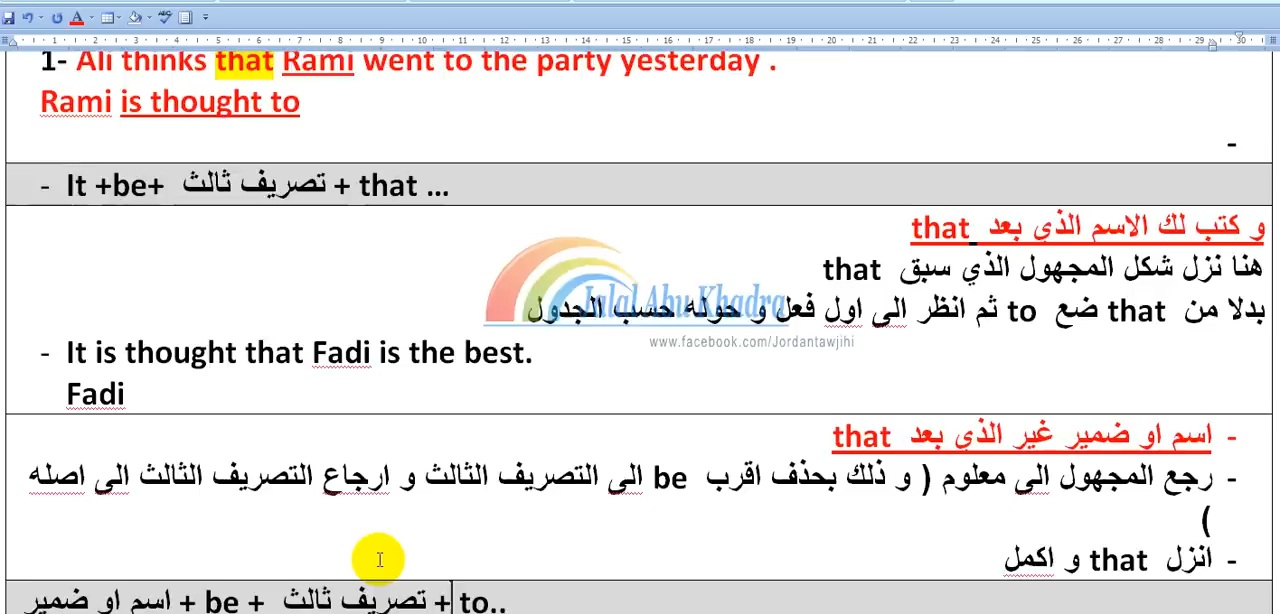 1- Ali thinks that Rami went to the party yesterday .
Rami is thought to
-
- It +be+ تصريف ثالث + that ...
و كتب لك الاسم الذي بعد that
هنا نزل شكل المجهول الذي سبق that
بدلا من that ضع to ثم انظر الى اول فعل و حوله حسب الجدول
Jalal Abu Khadra
www.facebook.com/Jordantawjihi
- It is thought that Fadi is the best.
Fadi
- اسم او ضمير غير الذي بعد that
- رجع المجهول الى معلوم ( و ذلك بحذف اقرب be الى التصريف الثالث و ارجاع التصريف الثالث الى اصله
)
- انزل that و اكمل
اسم او ضمير + be + تصريف ثالث + to..